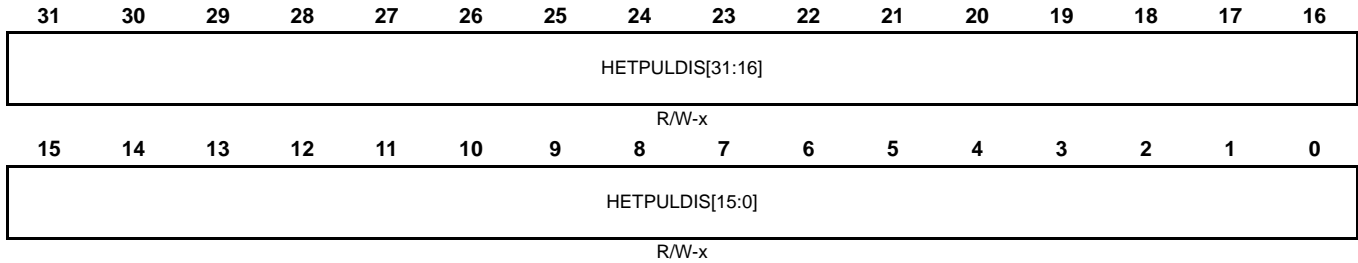 31 30 29 28 27 26 25 24 23 22 21 20 19 18 17 16
HETPULDIS[31:16]
R/W-x
15 14 13 12 11 10 9 8 7 6 5 4 3 2 1 0
HETPULDIS[15:0]
R/W-x